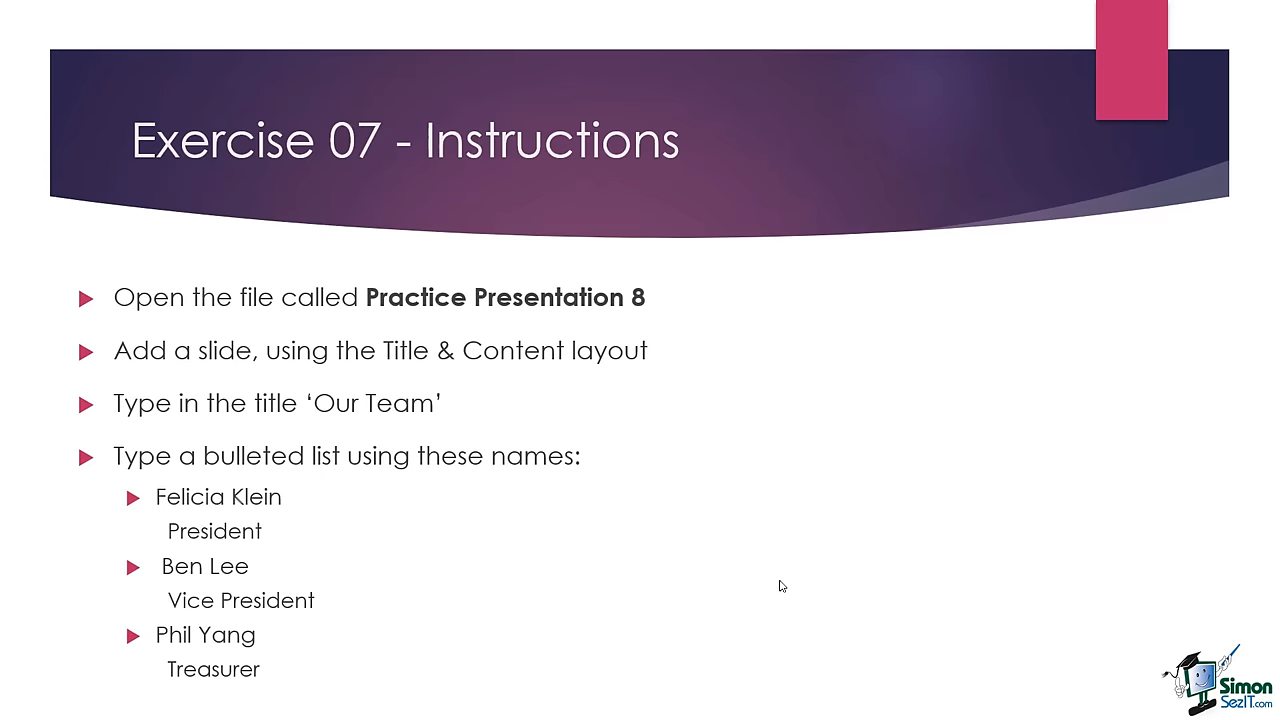 Exercise 07 - Instructions
Open the file called Practice Presentation 8
Add a slide, using the Title & Content layout
Type in the title ‘Our Team’
Type a bulleted list using these names:
Felicia Klein
President
Ben Lee
Vice President
Phil Yang
Treasurer
Simon
SezIT.com